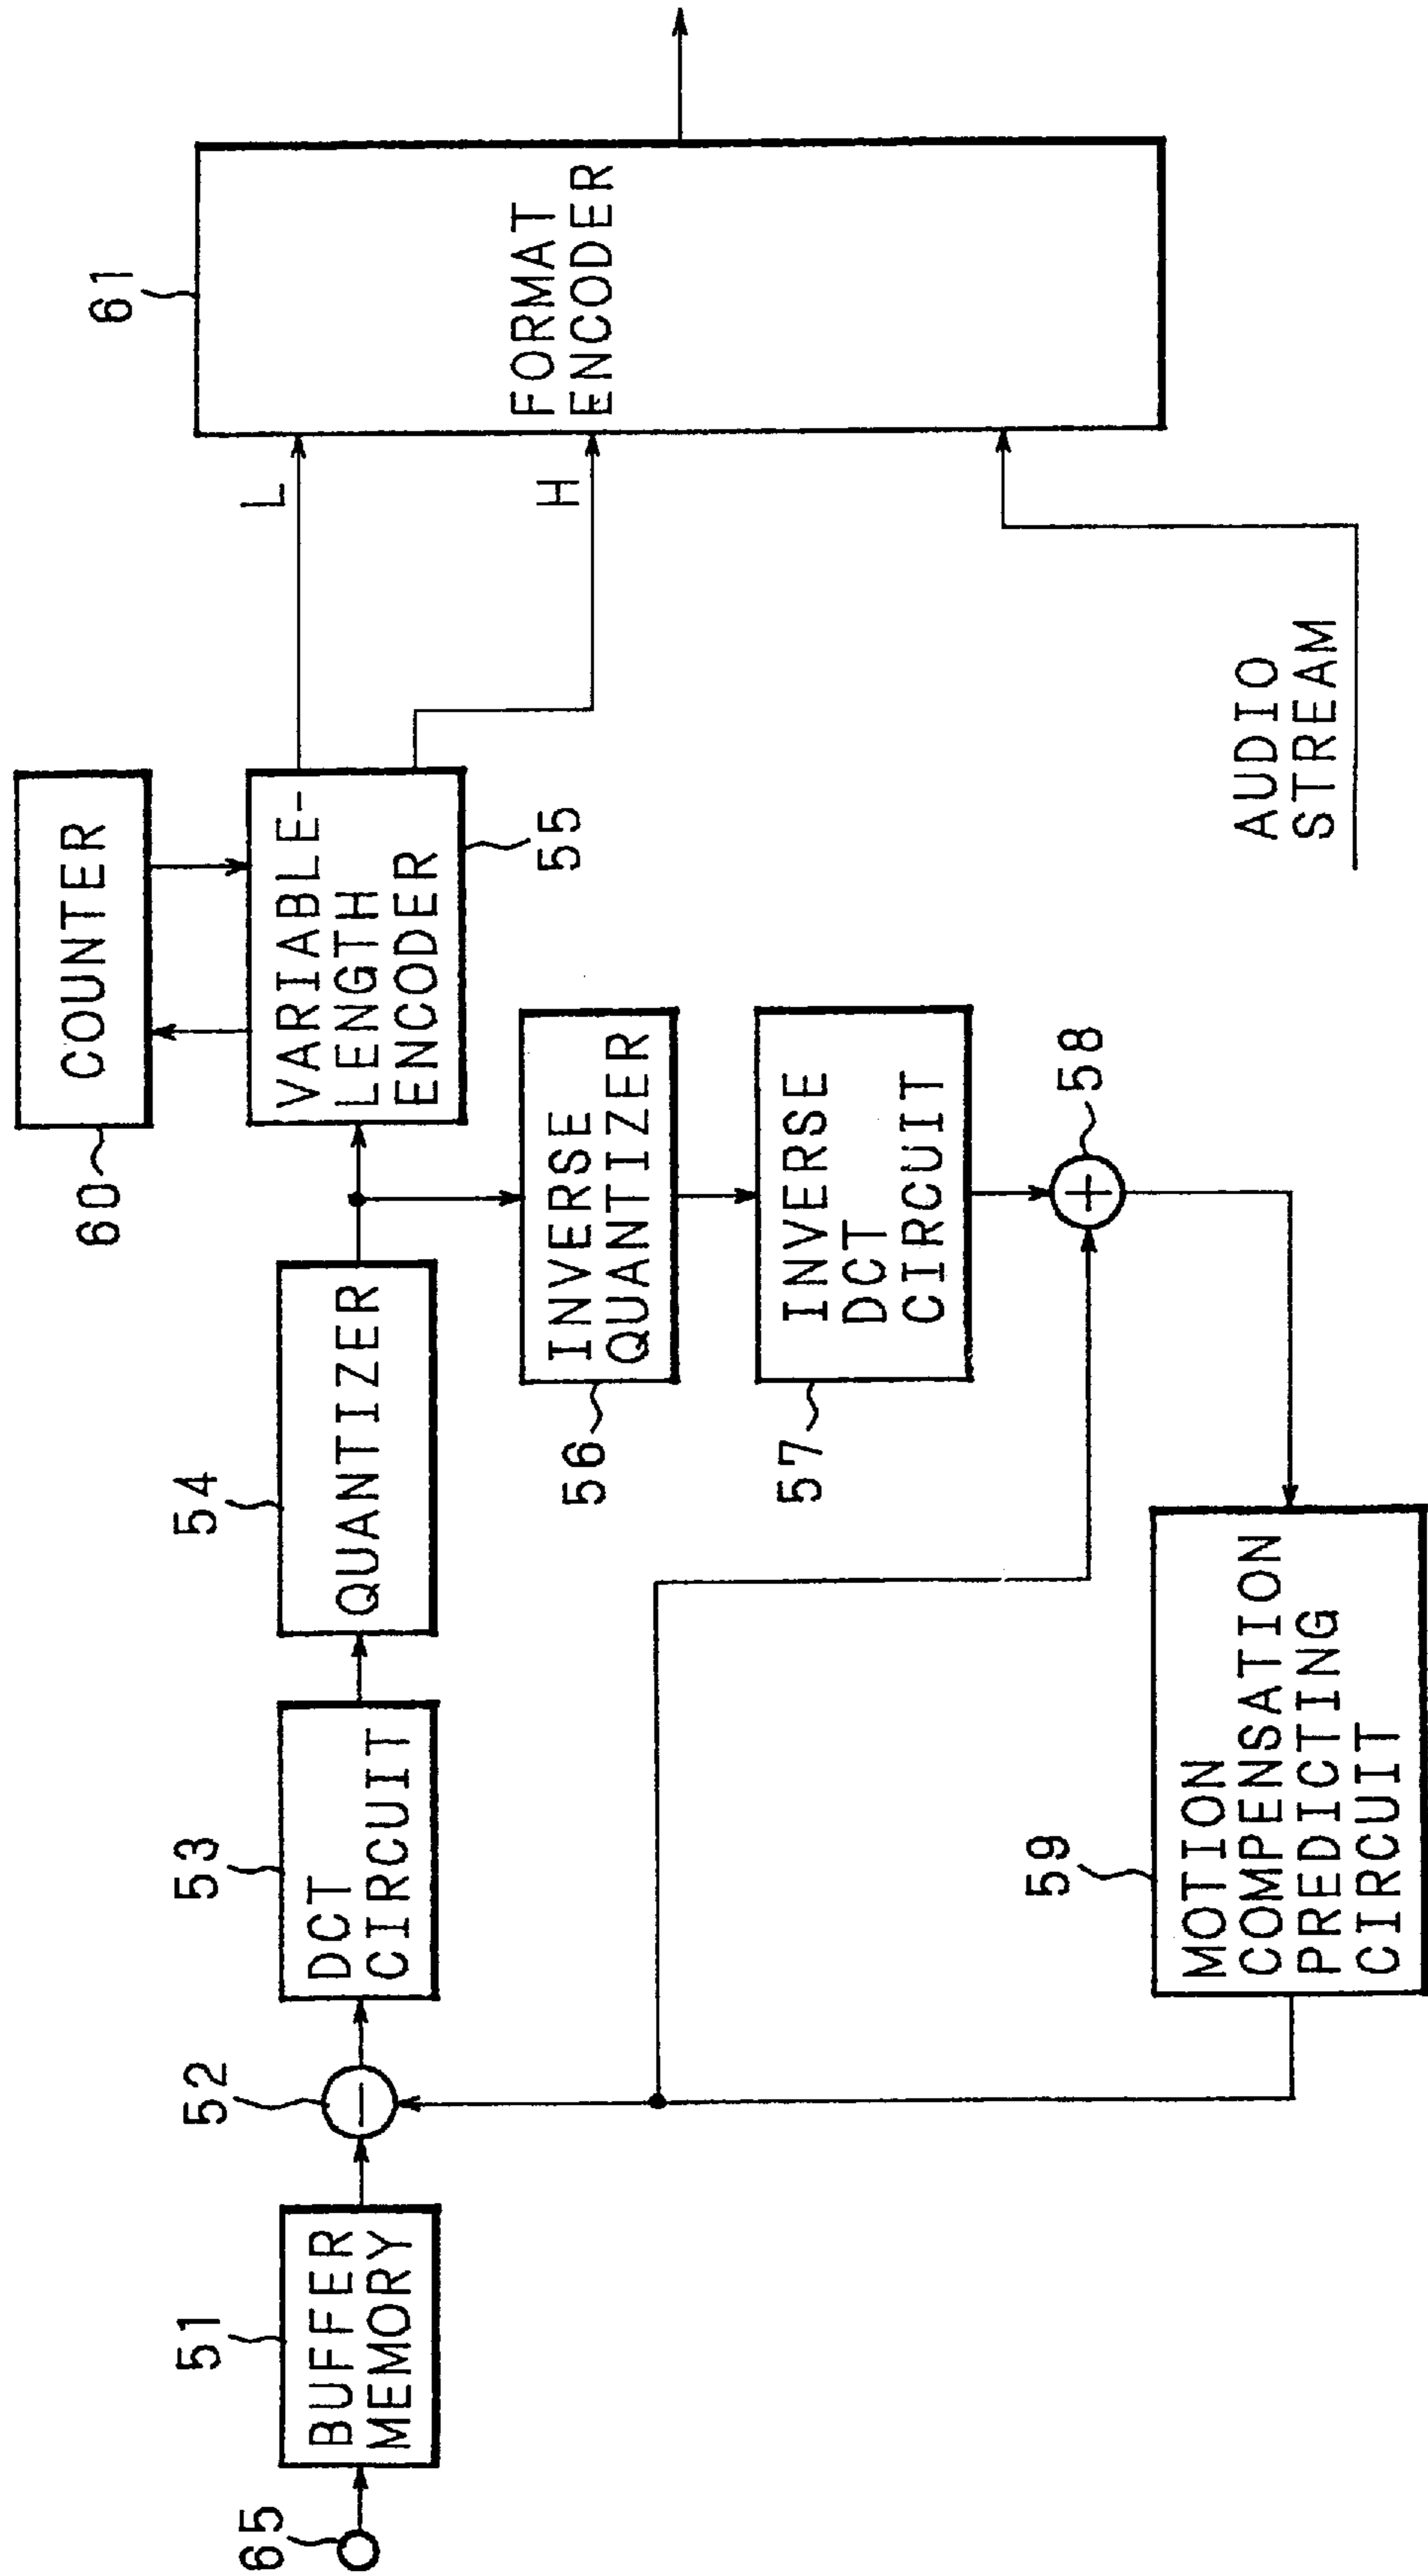 65
51
BUFFER
MEMORY
52
53
DCT
CIRCUIT
54
QUANTIZER
60
COUNTER
VARIABLE-
LENGTH
ENCODER
55
L
H
61
FORMAT
ENCODER
56
INVERSE
QUANTIZER
57
INVERSE
DCT
CIRCUIT
58
59
MOTION
COMPENSATION
PREDICTING
CIRCUIT
AUDIO
STREAM